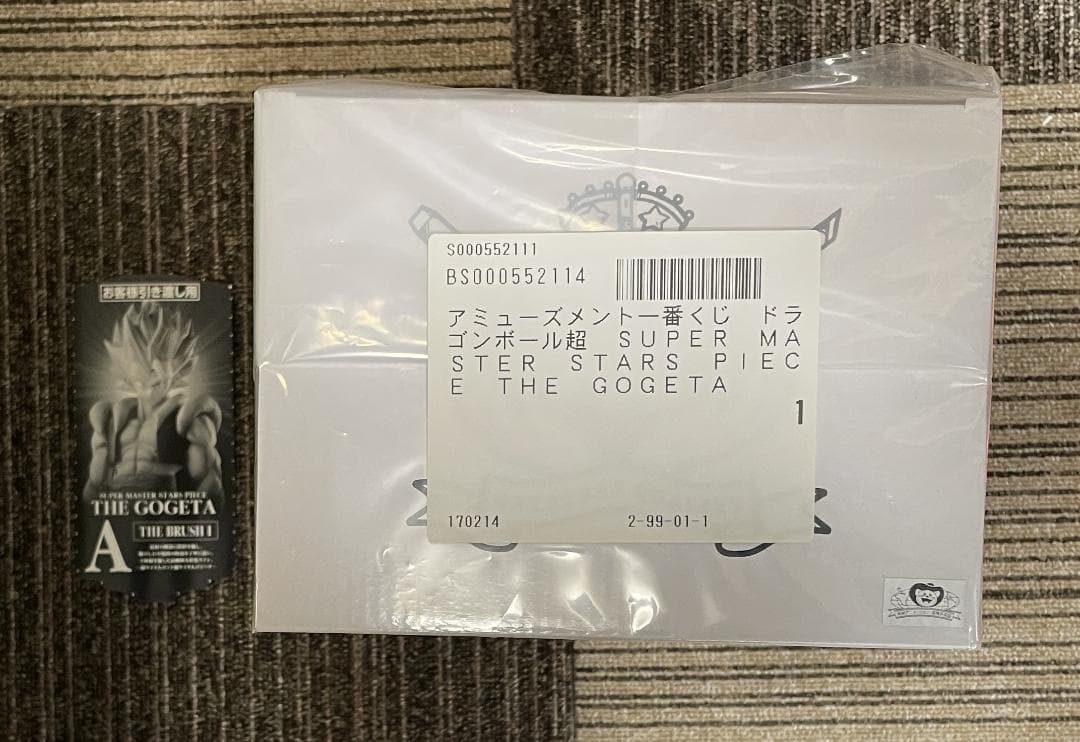 お客様引き直し用
SUPER MASTER STARS PIECE
THE GOGETA
A
THE BRUSH I
S000552111
BS000552114
アミューズメント一番くじ　ドラ
ゴンボール超　ＳＵＰＥＲ　ＭＡ
ＳＴＥＲ　ＳＴＡＲＳ　ＰＩＥＣ
Ｅ　ＴＨＥ　ＧＯＧＥＴＡ
1
170214 2-99-01-1